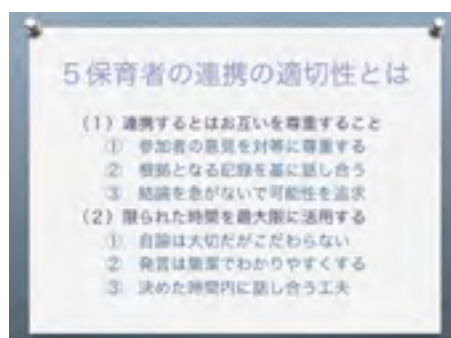 5保育者の連携の適切性とは
(1)連携するとはお互いを尊重すること
① 参加者の意見を対等に尊重する
② 根拠となる記録を基に話し合う
③ 結論を急がないで可能性を追求
(2)限られた時間を最大限に活用する
① 自論は大切だがこだわらない
② 発言は簡潔でわかりやすくする
③ 決めた時間内に話し合う工夫